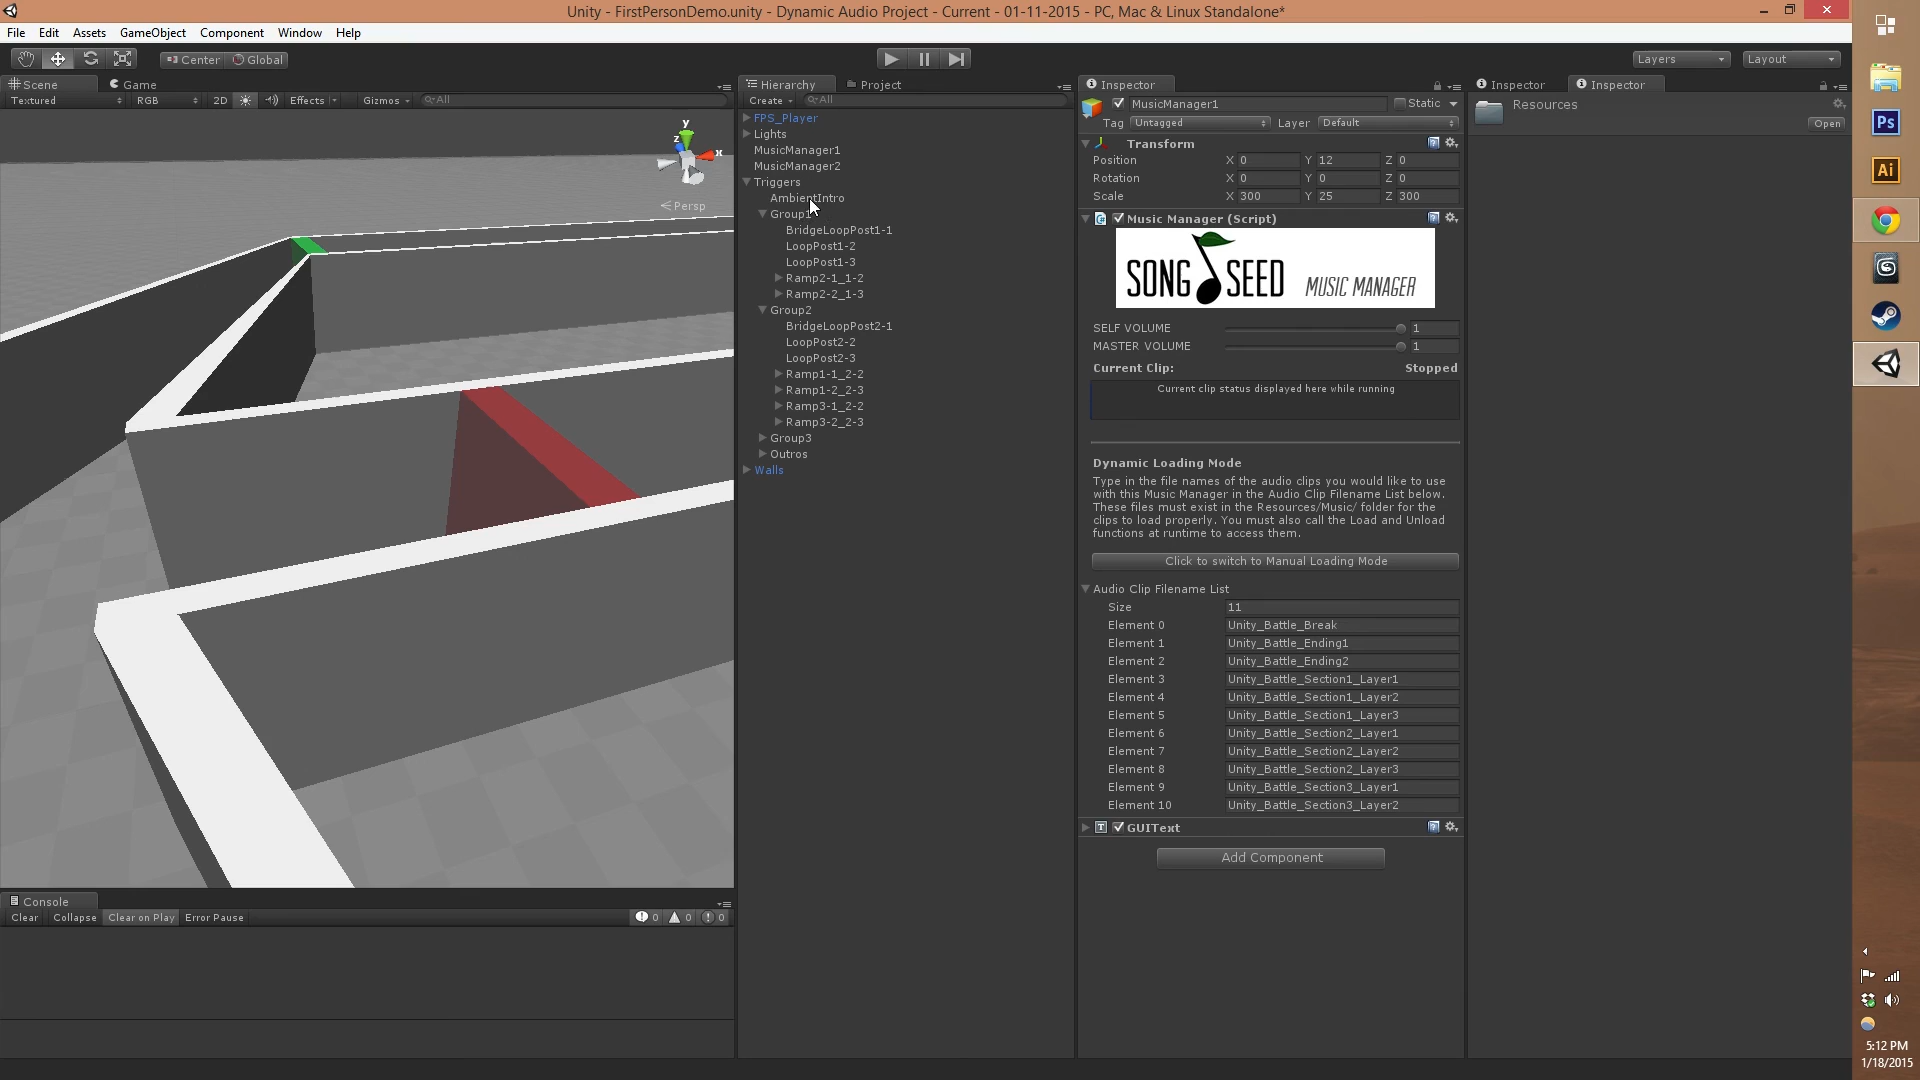 Unity - FirstPersonDemo.unity - Dynamic Audio Project - Current - 01-11-2015 - PC, Mac & Linux Standalone*
File Edit Assets GameObject Component Window Help
Center Global
Layers Layout
Scene Game
Textured RGB 2D Effects Gizmos All
y
z
x
Persp
Console
Clear Collapse Clear on Play Error Pause 0 0 0
Hierarchy Project
Create All
FPS_Player
Lights
MusicManager1
MusicManager2
Triggers
AmbientIntro
Group1
BridgeLoopPost1-1
LoopPost1-2
LoopPost1-3
Ramp2-1_1-2
Ramp2-2_1-3
Group2
BridgeLoopPost2-1
LoopPost2-2
LoopPost2-3
Ramp1-1_2-2
Ramp1-2_2-3
Ramp3-1_2-2
Ramp3-2_2-3
Group3
Outros
Walls
Inspector
MusicManager1 Static
Tag Untagged Layer Default
Transform
Position X 0 Y 12 Z 0
Rotation X 0 Y 0 Z 0
Scale X 300 Y 25 Z 300
Music Manager (Script)
SONG SEED MUSIC MANAGER
SELF VOLUME 1
MASTER VOLUME 1
Current Clip: Stopped
Current clip status displayed here while running
Dynamic Loading Mode
Type in the file names of the audio clips you would like to use
with this Music Manager in the Audio Clip Filename List below.
These files must exist in the Resources/Music/ folder for the
clips to load properly. You must also call the Load and Unload
functions at runtime to access them.
Click to switch to Manual Loading Mode
Audio Clip Filename List
Size 11
Element 0 Unity_Battle_Break
Element 1 Unity_Battle_Ending1
Element 2 Unity_Battle_Ending2
Element 3 Unity_Battle_Section1_Layer1
Element 4 Unity_Battle_Section1_Layer2
Element 5 Unity_Battle_Section1_Layer3
Element 6 Unity_Battle_Section2_Layer1
Element 7 Unity_Battle_Section2_Layer2
Element 8 Unity_Battle_Section2_Layer3
Element 9 Unity_Battle_Section3_Layer1
Element 10 Unity_Battle_Section3_Layer2
T GUIText
Add Component
Inspector Inspector
Resources
Open
Ps
Ai
5:12 PM
1/18/2015